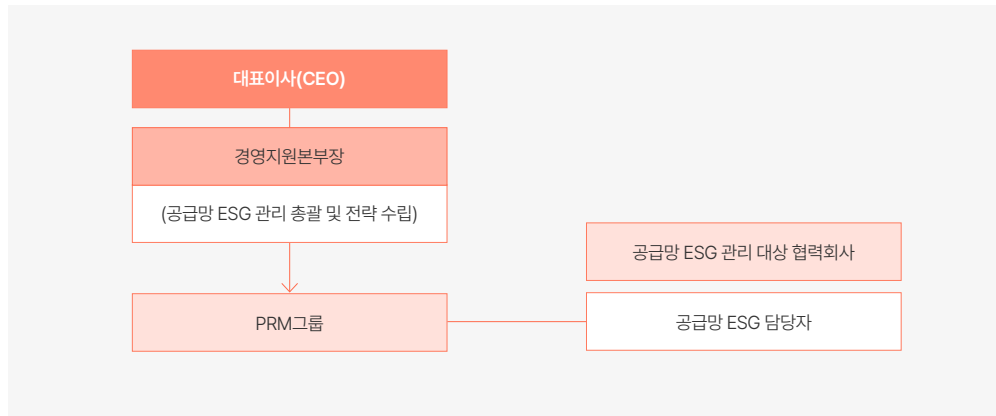 대표이사(CEO)
경영지원본부장
(공급망 ESG 관리 총괄 및 전략 수립)
공급망 ESG 관리 대상 협력회사
PRM그룹
공급망 ESG 담당자